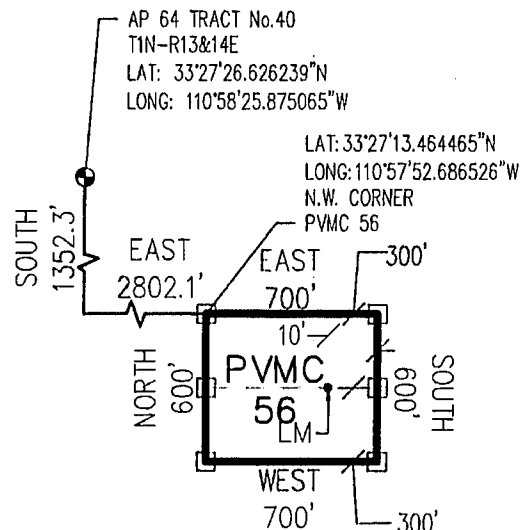 AP 64 TRACT No.40
T1N-R13&14E
LAT: 33°27'26.626239"N
LONG: 110°58'25.875065"W
LAT: 33°27'13.464465"N
LONG: 110°57'52.686526"W
N.W. CORNER
PVMC 56
SOUTH
1352.3'
EAST
2802.1'
EAST
700'
300'
10'
NORTH
600'
PVMC
56
LM
SOUTH
600'
WEST
700'
300'